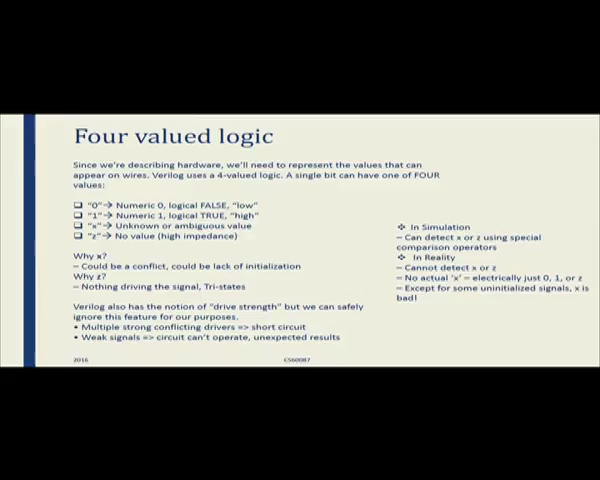 Four valued logic
Since we're describing hardware, we'll need to represent the values that can
appear on wires. Verilog uses a 4-valued logic. A single bit can have one of FOUR
values:
❑ "0"→ Numeric 0, logical FALSE, "low"
❑ "1"→ Numeric 1, logical TRUE, "high"
❑ "x"→ Unknown or ambiguous value
❑ "z"→ No value (high impedance)
Why x?
– Could be a conflict, could be lack of initialization
Why z?
– Nothing driving the signal, Tri-states
Verilog also has the notion of "drive strength" but we can safely
ignore this feature for our purposes.
• Multiple strong conflicting drivers => short circuit
• Weak signals => circuit can't operate, unexpected results
❖ In Simulation
– Can detect x or z using special
comparison operators
❖ In Reality
– Cannot detect x or z
– No actual 'x' – electrically just 0, 1, or z
– Except for some uninitialized signals, x is
bad!
2016
CS60087